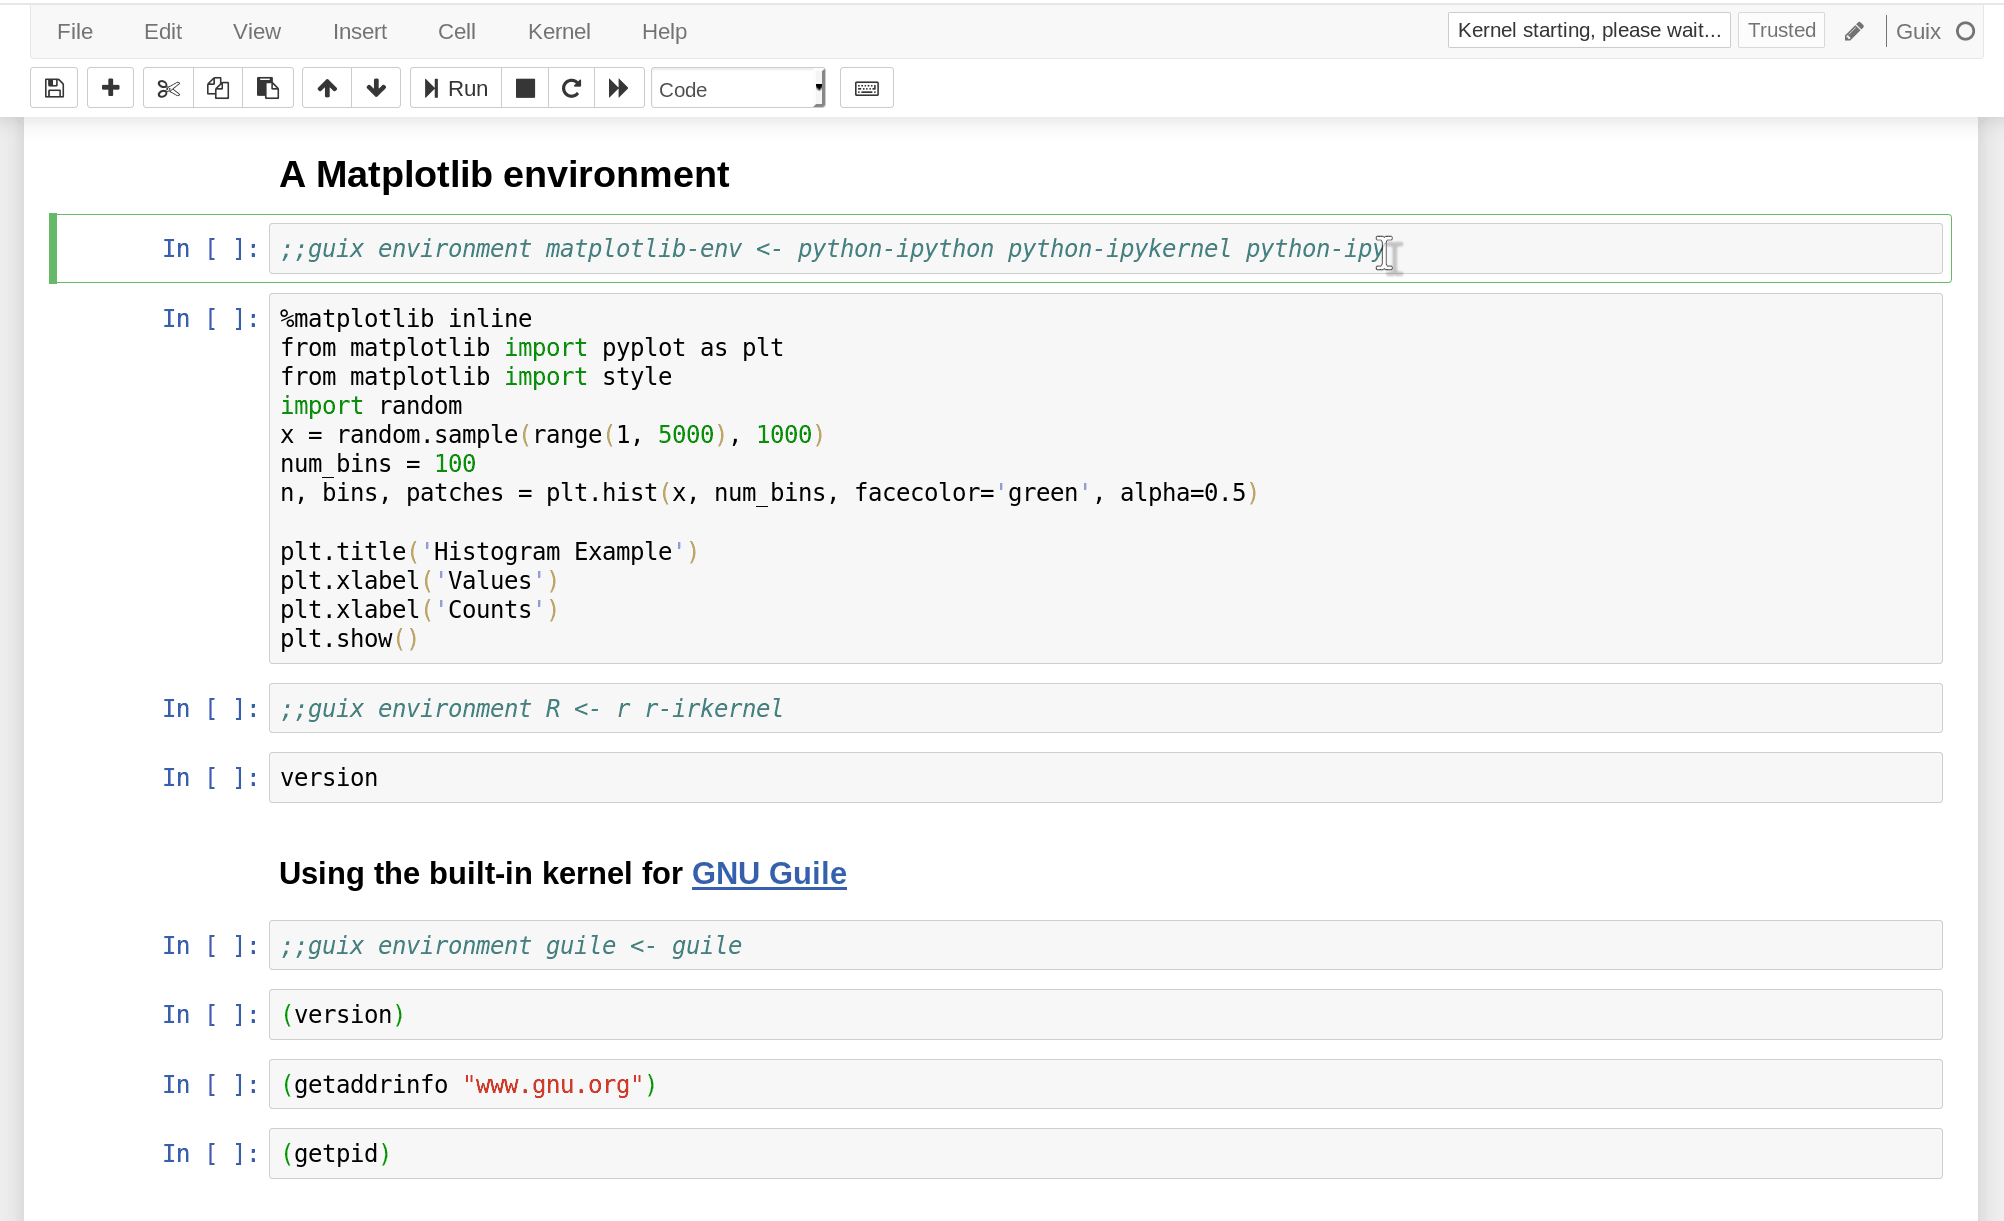 File Edit View Insert Cell Kernel Help Kernel starting, please wait... Trusted Guix
Run Code
A Matplotlib environment
In [ ]: ;;guix environment matplotlib-env <- python-ipython python-ipykernel python-ipy
In [ ]: %matplotlib inline
from matplotlib import pyplot as plt
from matplotlib import style
import random
x = random.sample(range(1, 5000), 1000)
num_bins = 100
n, bins, patches = plt.hist(x, num_bins, facecolor='green', alpha=0.5)
plt.title('Histogram Example')
plt.xlabel('Values')
plt.xlabel('Counts')
plt.show()
In [ ]: ;;guix environment R <- r r-irkernel
In [ ]: version
Using the built-in kernel for GNU Guile
In [ ]: ;;guix environment guile <- guile
In [ ]: (version)
In [ ]: (getaddrinfo "www.gnu.org")
In [ ]: (getpid)